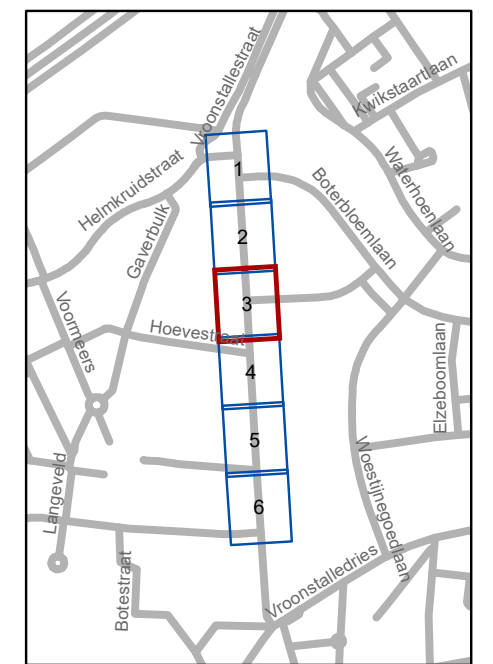 Vroonstallestraat
Kwikstaartlaan
Helmkruidstraat
1
Boterbloemlaan
Waterhoenlaan
Gaverbulk
2
Voormeers
3
Hoevestraat
4
Elzeboomlaan
5
Woestijnegoedlaan
Langeveld
6
Botestraat
Vroonstalledries